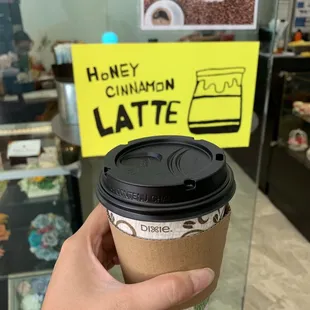 HoNEY
CINNAMON
LATTE
DIXIE.